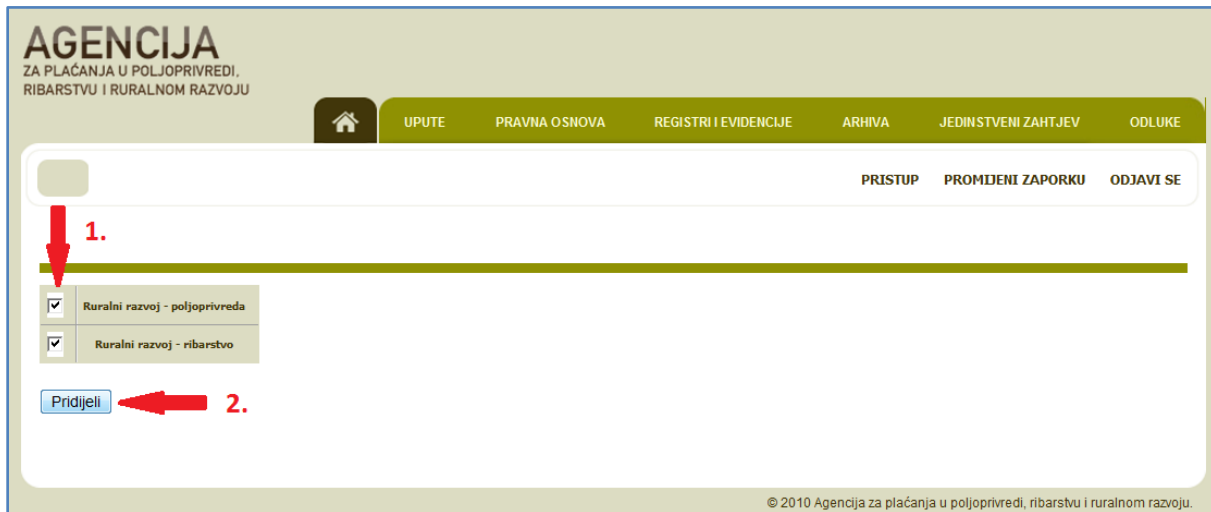 AGENCIJA
ZA PLAĆANJA U POLJOPRIVREDI,
RIBARSTVU I RURALNOM RAZVOJU
UPUTE PRAVNA OSNOVA REGISTRI I EVIDENCIJE ARHIVA JEDINSTVENI ZAHTJEV ODLUKE
PRISTUP PROMIJENI ZAPORKU ODJAVI SE
1.
Ruralni razvoj - poljoprivreda
Ruralni razvoj - ribarstvo
Pridijeli 2.
© 2010 Agencija za plaćanja u poljoprivredi, ribarstvu i ruralnom razvoju.